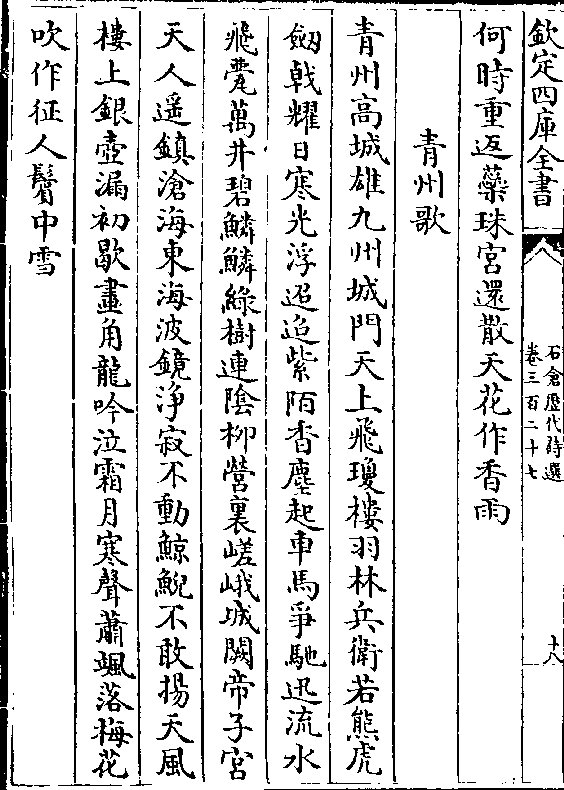 欽定四庫全書
石倉歷代詩選
卷三百二十七
十八
何時重返蘂珠宮還散天花作香雨
青州歌
青州高城雄九州城門天上飛瓊樓羽林兵衛若熊虎
劔戟耀日寒光浮迢迢紫陌杳塵起車馬爭馳迅流水
飛甍萬井碧鱗鱗綠樹連陰柳營裏嵯峨城闕帝子宮
天人遥鎮滄海東海波鏡淨寂不動鯨鯢不敢揚天風
樓上銀壺漏初歇畫角龍吟泣霜月寒聲蕭颯落梅花
吹作征人鬢中雪